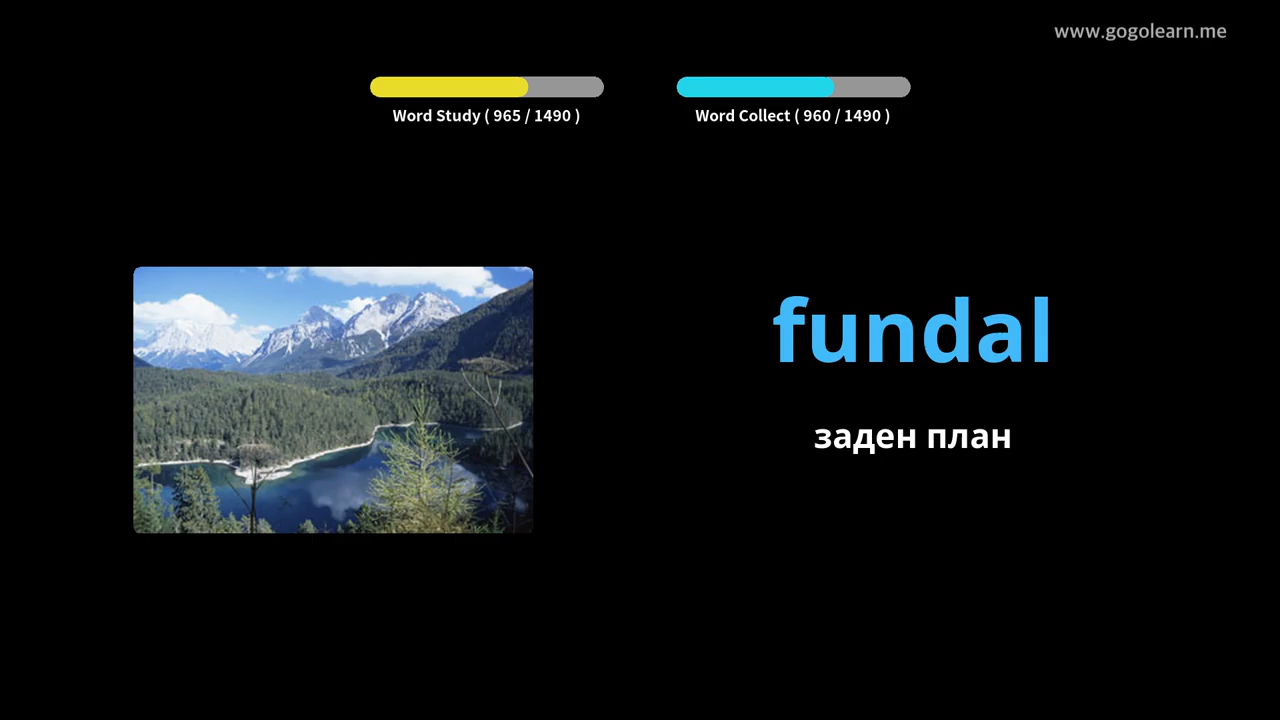 www.gogolearn.me
Word Study ( 965 / 1490 )
Word Collect ( 960 / 1490 )
fundal
заден план